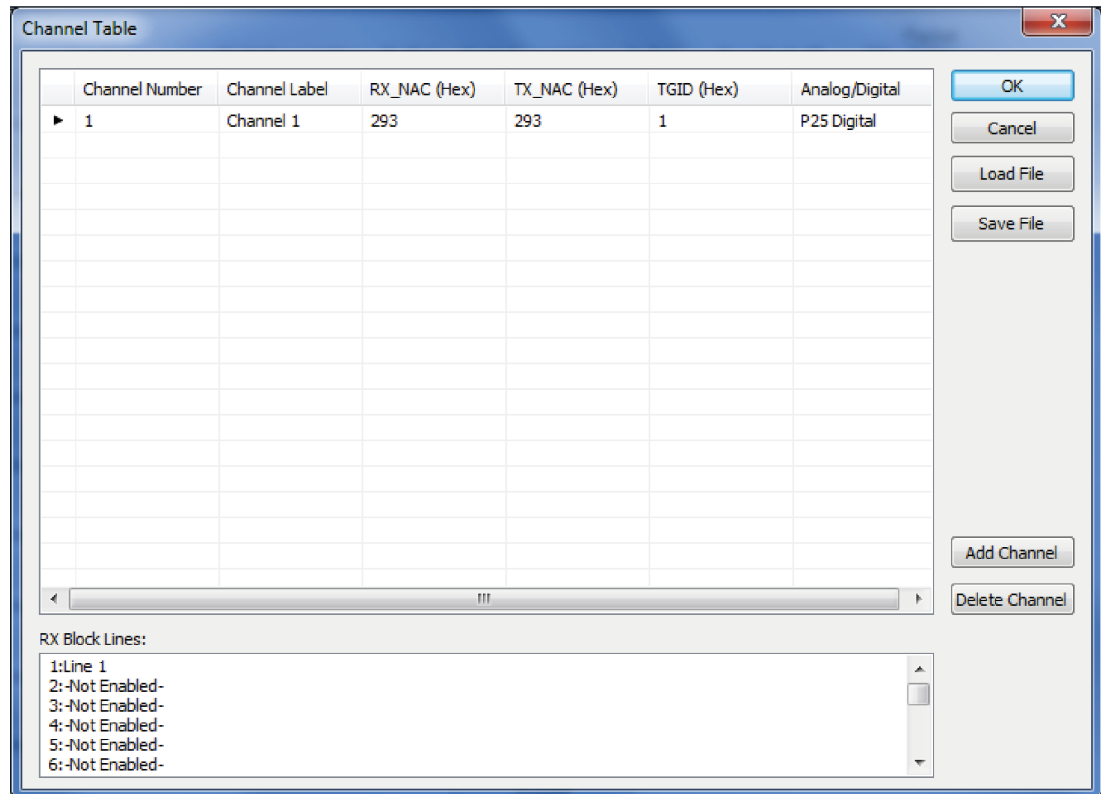 Channel Table
Channel Number Channel Label RX_NAC (Hex) TX_NAC (Hex) TGID (Hex) Analog/Digital
1 Channel 1 293 293 1 P25 Digital
OK
Cancel
Load File
Save File
Add Channel
Delete Channel
RX Block Lines:
1:Line 1
2:-Not Enabled-
3:-Not Enabled-
4:-Not Enabled-
5:-Not Enabled-
6:-Not Enabled-